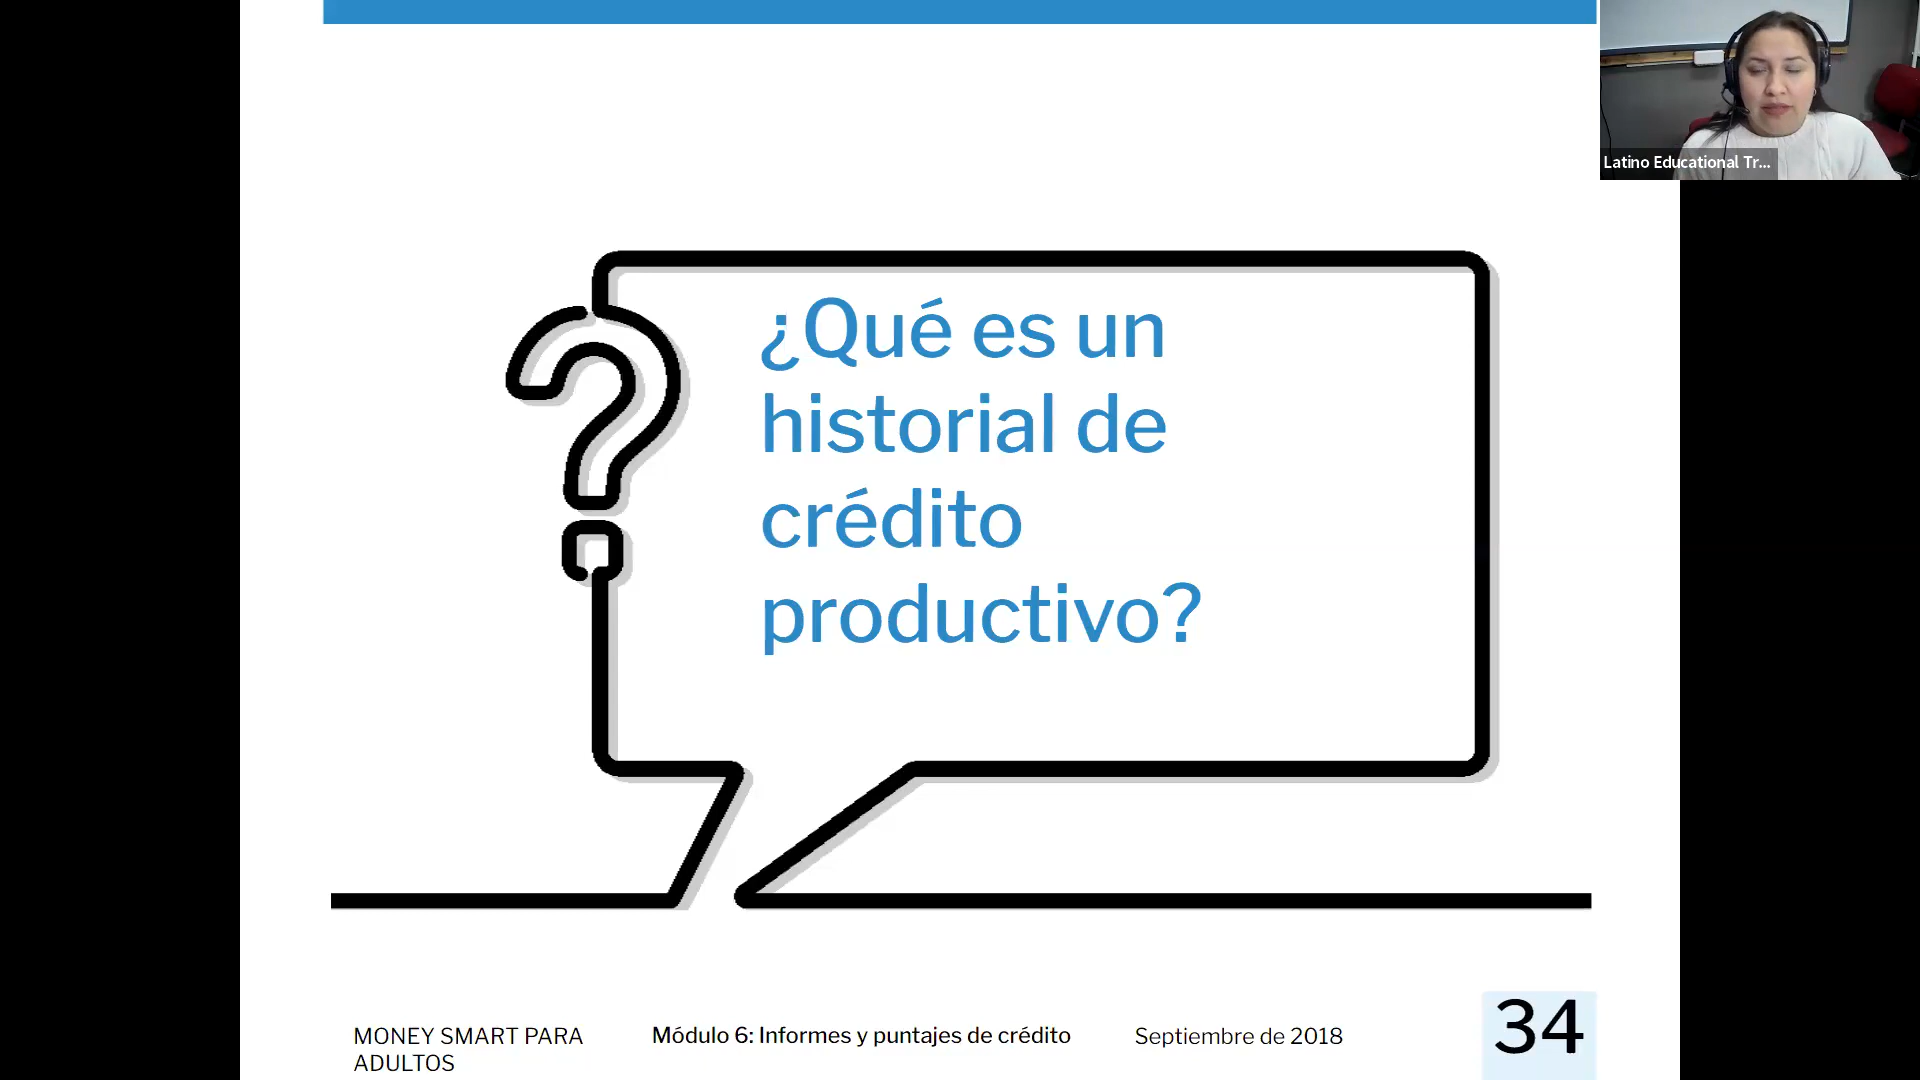 Latino Educational Tr...
¿Qué es un
historial de
crédito
productivo?
MONEY SMART PARA
ADULTOS
Módulo 6: Informes y puntajes de crédito
Septiembre de 2018
34